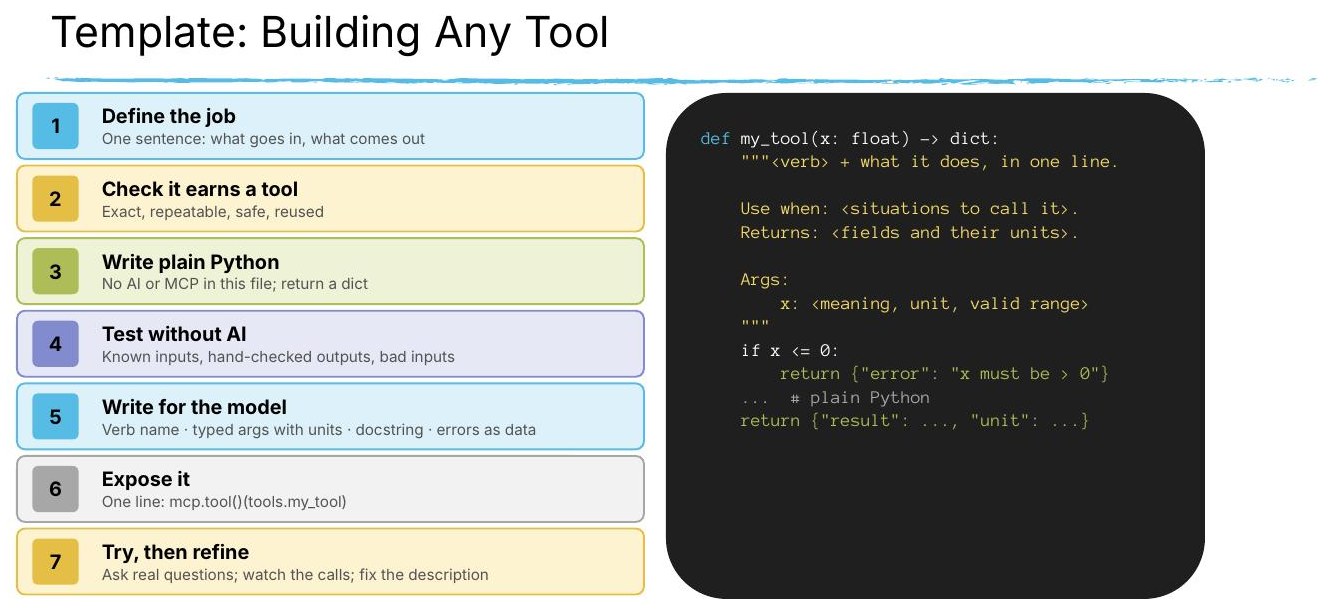 Template: Building Any Tool
1
Define the job
One sentence: what goes in, what comes out
2
Check it earns a tool
Exact, repeatable, safe, reused
3
Write plain Python
No AI or MCP in this file; return a dict
4
Test without AI
Known inputs, hand-checked outputs, bad inputs
5
Write for the model
Verb name · typed args with units · docstring · errors as data
6
Expose it
One line: mcp.tool()(tools.my_tool)
7
Try, then refine
Ask real questions; watch the calls; fix the description
def my_tool(x: float) -> dict:
    """<verb> + what it does, in one line.
    Use when: <situations to call it>.
    Returns: <fields and their units>.
    Args:
        x: <meaning, unit, valid range>
    """
    if x <= 0:
        return {"error": "x must be > 0"}
    ...  # plain Python
    return {"result": ..., "unit": ...}